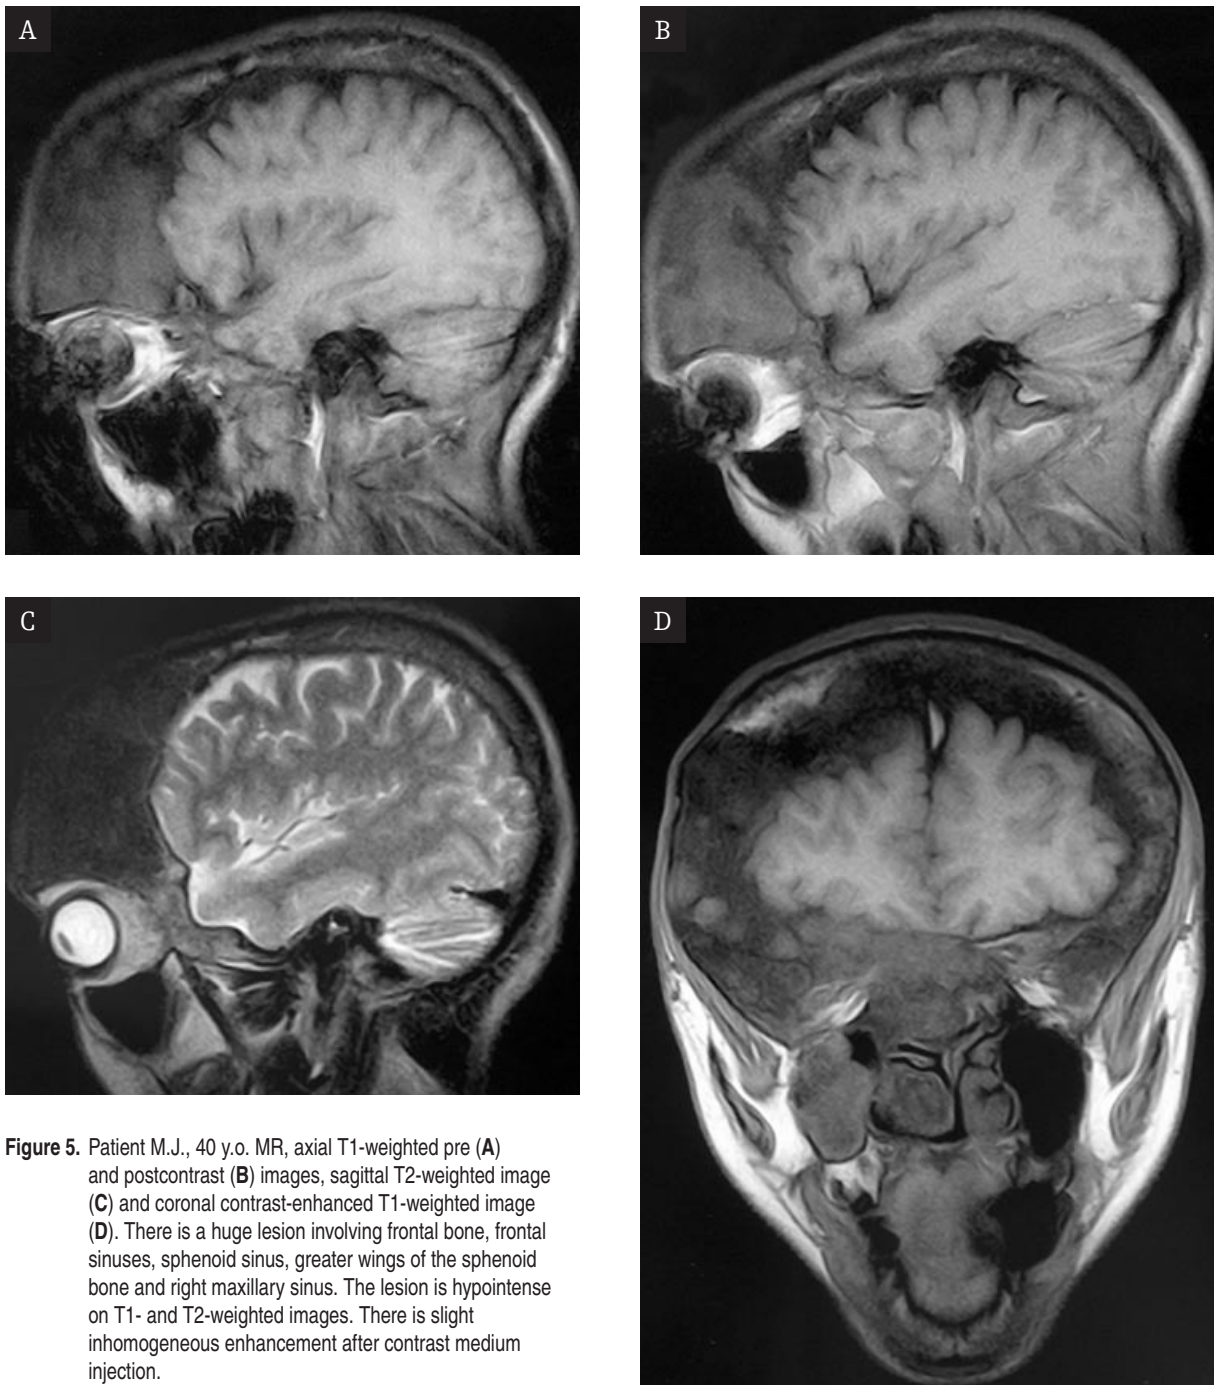 A
B
C
D
Figure 5. Patient M.J., 40 y.o. MR, axial T1-weighted pre (A)
and postcontrast (B) images, sagittal T2-weighted image
(C) and coronal contrast-enhanced T1-weighted image
(D). There is a huge lesion involving frontal bone, frontal
sinuses, sphenoid sinus, greater wings of the sphenoid
bone and right maxillary sinus. The lesion is hypointense
on T1- and T2-weighted images. There is slight
inhomogeneous enhancement after contrast medium
injection.